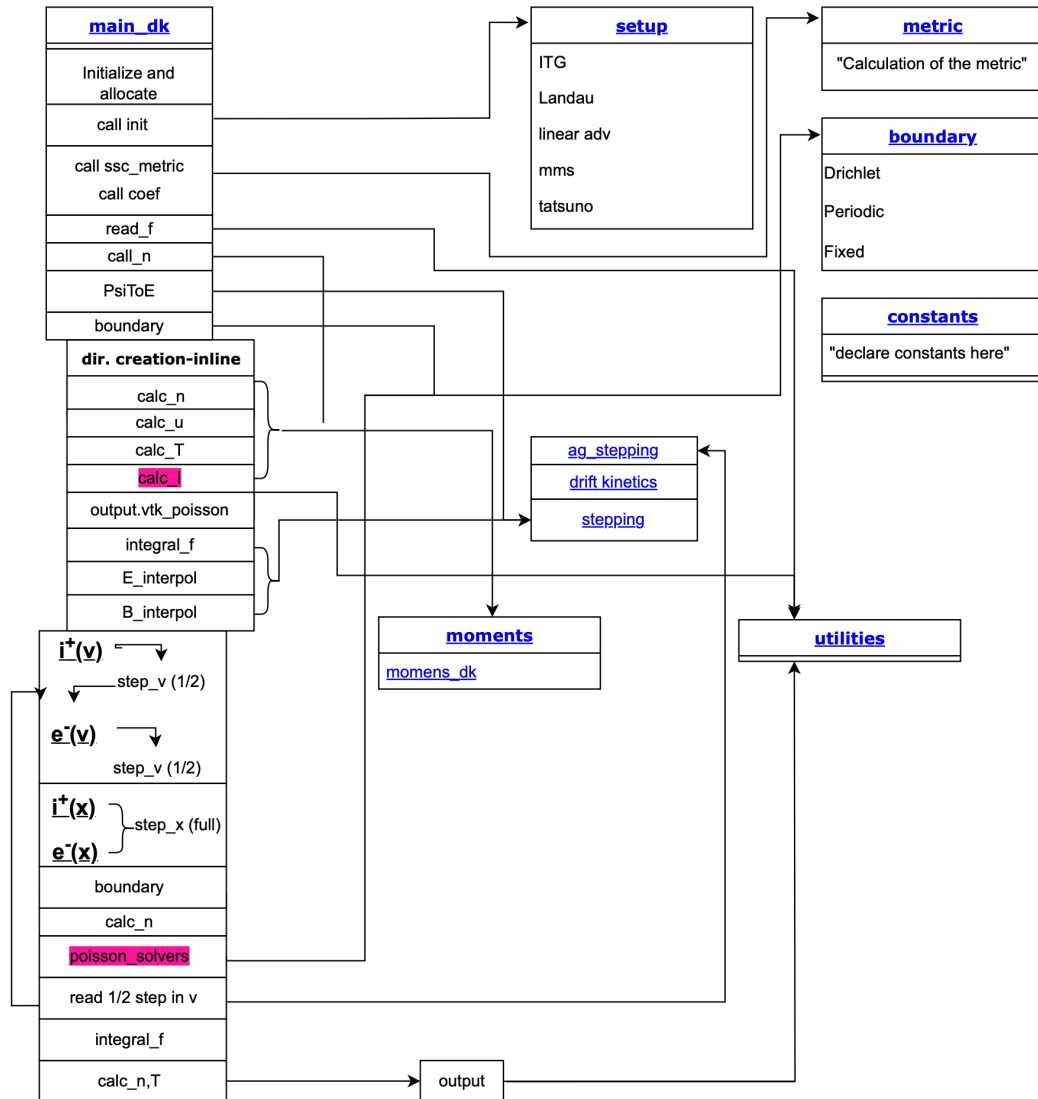 main_dk
Initialize and
allocate
call init
call ssc_metric
call coef
read_f
call_n
PsiToE
boundary
dir. creation-inline
calc_n
calc_u
calc_T
calc_I
output.vtk_poisson
integral_f
E_interpol
B_interpol
i+(v)
step_v (1/2)
e-(v)
step_v (1/2)
i+(x)
step_x (full)
e-(x)
boundary
calc_n
poisson_solvers
read 1/2 step in v
integral_f
calc_n,T
output
setup
ITG
Landau
linear adv
mms
tatsuno
ag_stepping
drift kinetics
stepping
moments
momens_dk
metric
"Calculation of the metric"
boundary
Drichlet
Periodic
Fixed
constants
"declare constants here"
utilities